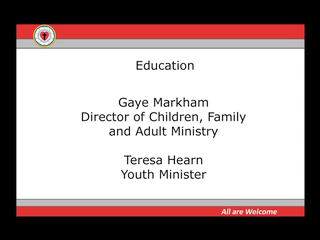 Education
Gaye Markham
Director of Children, Family
and Adult Ministry
Teresa Hearn
Youth Minister
All are Welcome